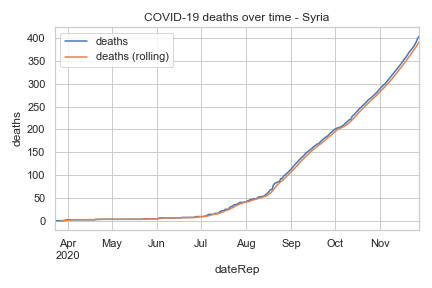 COVID-19 deaths over time - Syria
deaths
deaths (rolling)
400
350
300
250
200
150
100
50
0
deaths
Apr May Jun Jul Aug Sep Oct Nov
2020
dateRep